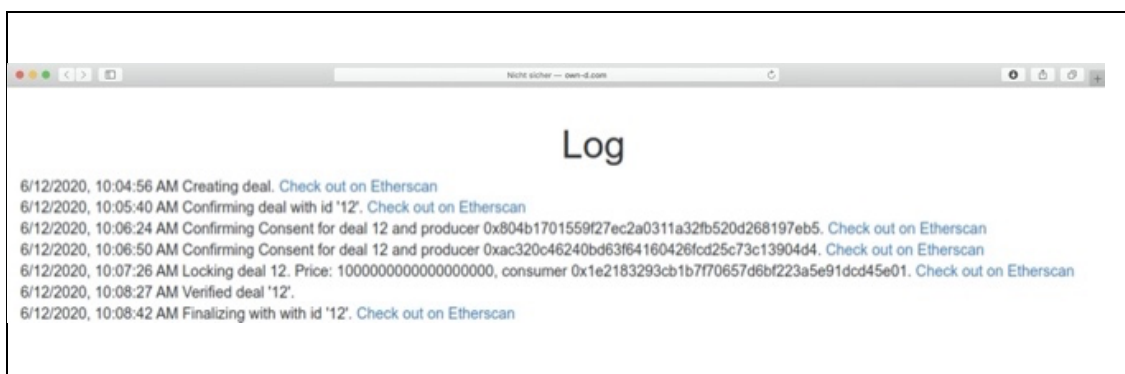 Nicht sicher — own-d.com
Log
6/12/2020, 10:04:56 AM Creating deal. Check out on Etherscan
6/12/2020, 10:05:40 AM Confirming deal with id '12'. Check out on Etherscan
6/12/2020, 10:06:24 AM Confirming Consent for deal 12 and producer 0x804b1701559f27ec2a0311a32fb520d268197eb5. Check out on Etherscan
6/12/2020, 10:06:50 AM Confirming Consent for deal 12 and producer 0xac320c46240bd63f64160426fcd25c73c13904d4. Check out on Etherscan
6/12/2020, 10:07:26 AM Locking deal 12. Price: 1000000000000000000, consumer 0x1e2183293cb1b7f70657d6bf223a5e91dcd45e01. Check out on Etherscan
6/12/2020, 10:08:27 AM Verified deal '12'.
6/12/2020, 10:08:42 AM Finalizing with with id '12'. Check out on Etherscan